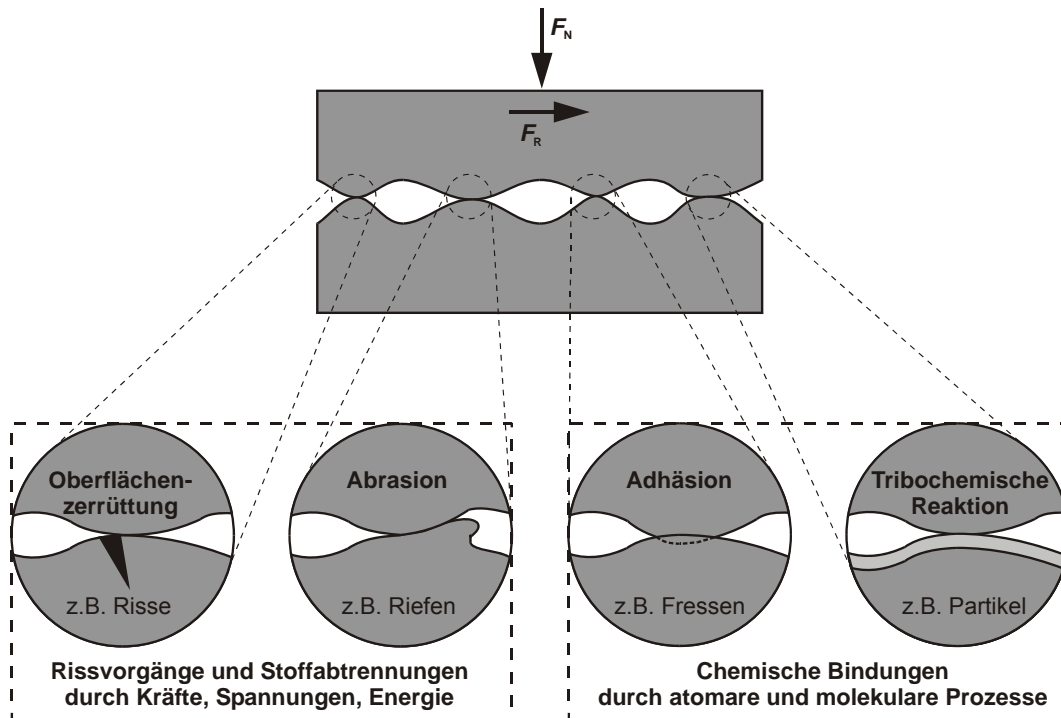 F_N
F_R
Oberflächen-
zerrüttung
z.B. Risse
Abrasion
z.B. Riefen
Adhäsion
z.B. Fressen
Tribochemische
Reaktion
z.B. Partikel
Rissvorgänge und Stoffabtrennungen
durch Kräfte, Spannungen, Energie
Chemische Bindungen
durch atomare und molekulare Prozesse